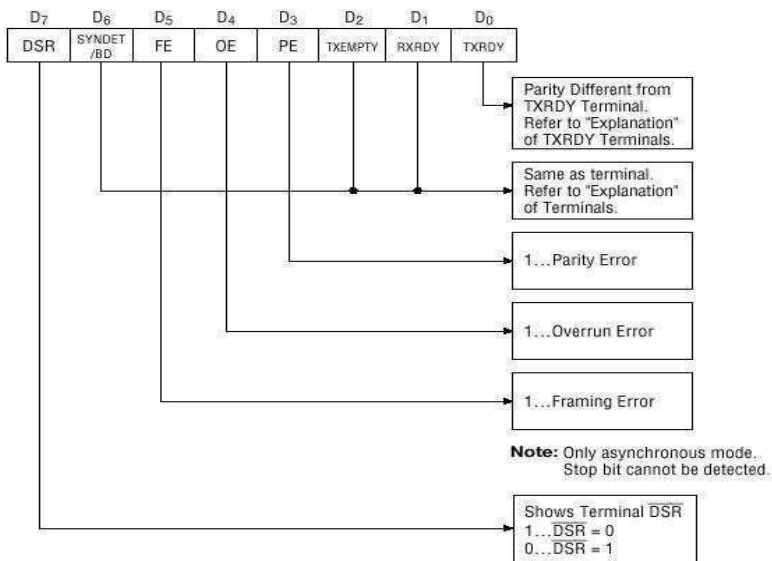 D7 D6 D5 D4 D3 D2 D1 D0
DSR SYNDET/BD FE OE PE TXEMPTY RXRDY TXRDY
Parity Different from
TXRDY Terminal.
Refer to "Explanation"
of TXRDY Terminals.
Same as terminal.
Refer to "Explanation"
of Terminals.
1...Parity Error
1...Overrun Error
1...Framing Error
Note: Only asynchronous mode.
Stop bit cannot be detected.
Shows Terminal D̅S̅R̅
1...D̅S̅R̅ = 0
0...D̅S̅R̅ = 1